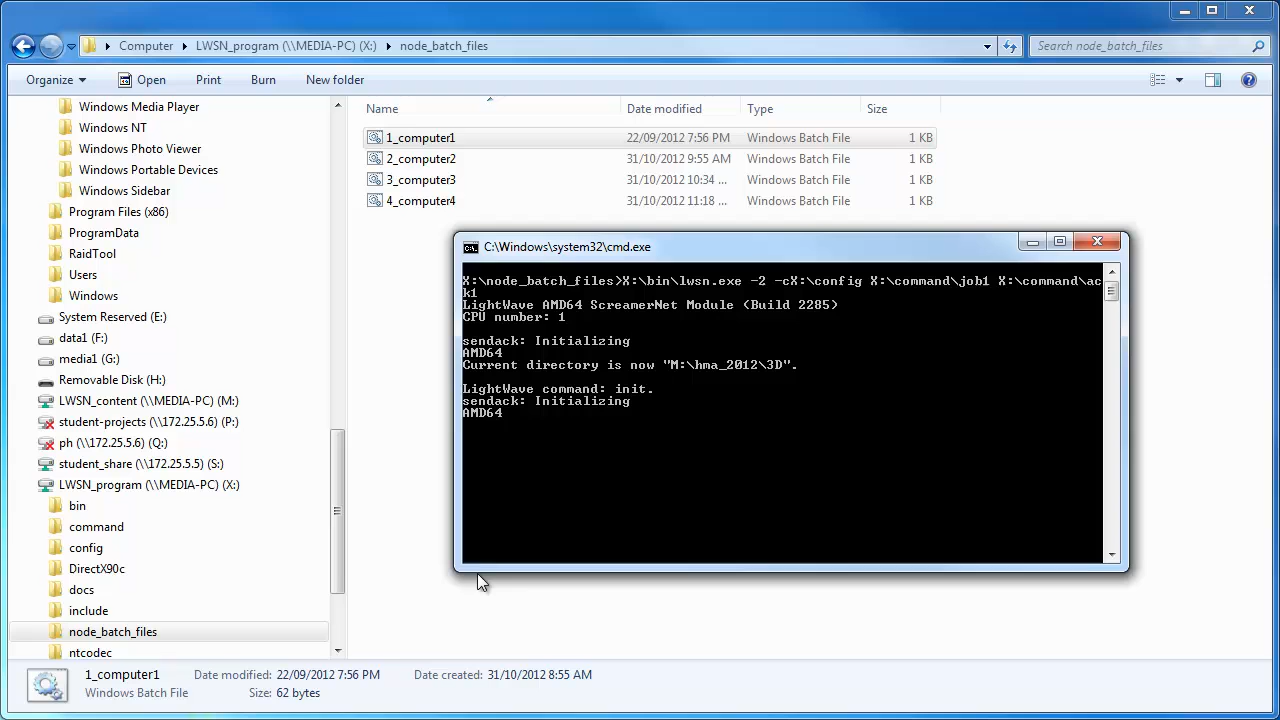 Computer LWSN_program (\\MEDIA-PC) (X:) node_batch_files
Search node_batch_files
Organize Open Print Burn New folder
Windows Media Player
Windows NT
Windows Photo Viewer
Windows Portable Devices
Windows Sidebar
Program Files (x86)
ProgramData
RaidTool
Users
Windows
System Reserved (E:)
data1 (F:)
media1 (G:)
Removable Disk (H:)
LWSN_content (\\MEDIA-PC) (M:)
student-projects (\\172.25.5.6) (P:)
ph (\\172.25.5.6) (Q:)
student_share (\\172.25.5.5) (S:)
LWSN_program (\\MEDIA-PC) (X:)
bin
command
config
DirectX90c
docs
include
node_batch_files
ntcodec
Name Date modified Type Size
1_computer1 22/09/2012 7:56 PM Windows Batch File 1 KB
2_computer2 31/10/2012 9:55 AM Windows Batch File 1 KB
3_computer3 31/10/2012 10:34 ... Windows Batch File 1 KB
4_computer4 31/10/2012 11:18 ... Windows Batch File 1 KB
C:\Windows\system32\cmd.exe
X:\node_batch_files>X:\bin\lwsn.exe -2 -cX:\config X:\command\job1 X:\command\ac
k1
LightWave AMD64 ScreamerNet Module (Build 2285)
CPU number: 1
sendack: Initializing
AMD64
Current directory is now "M:\hma_2012\3D".
LightWave command: init.
sendack: Initializing
AMD64
1_computer1 Date modified: 22/09/2012 7:56 PM Date created: 31/10/2012 8:55 AM
Windows Batch File Size: 62 bytes